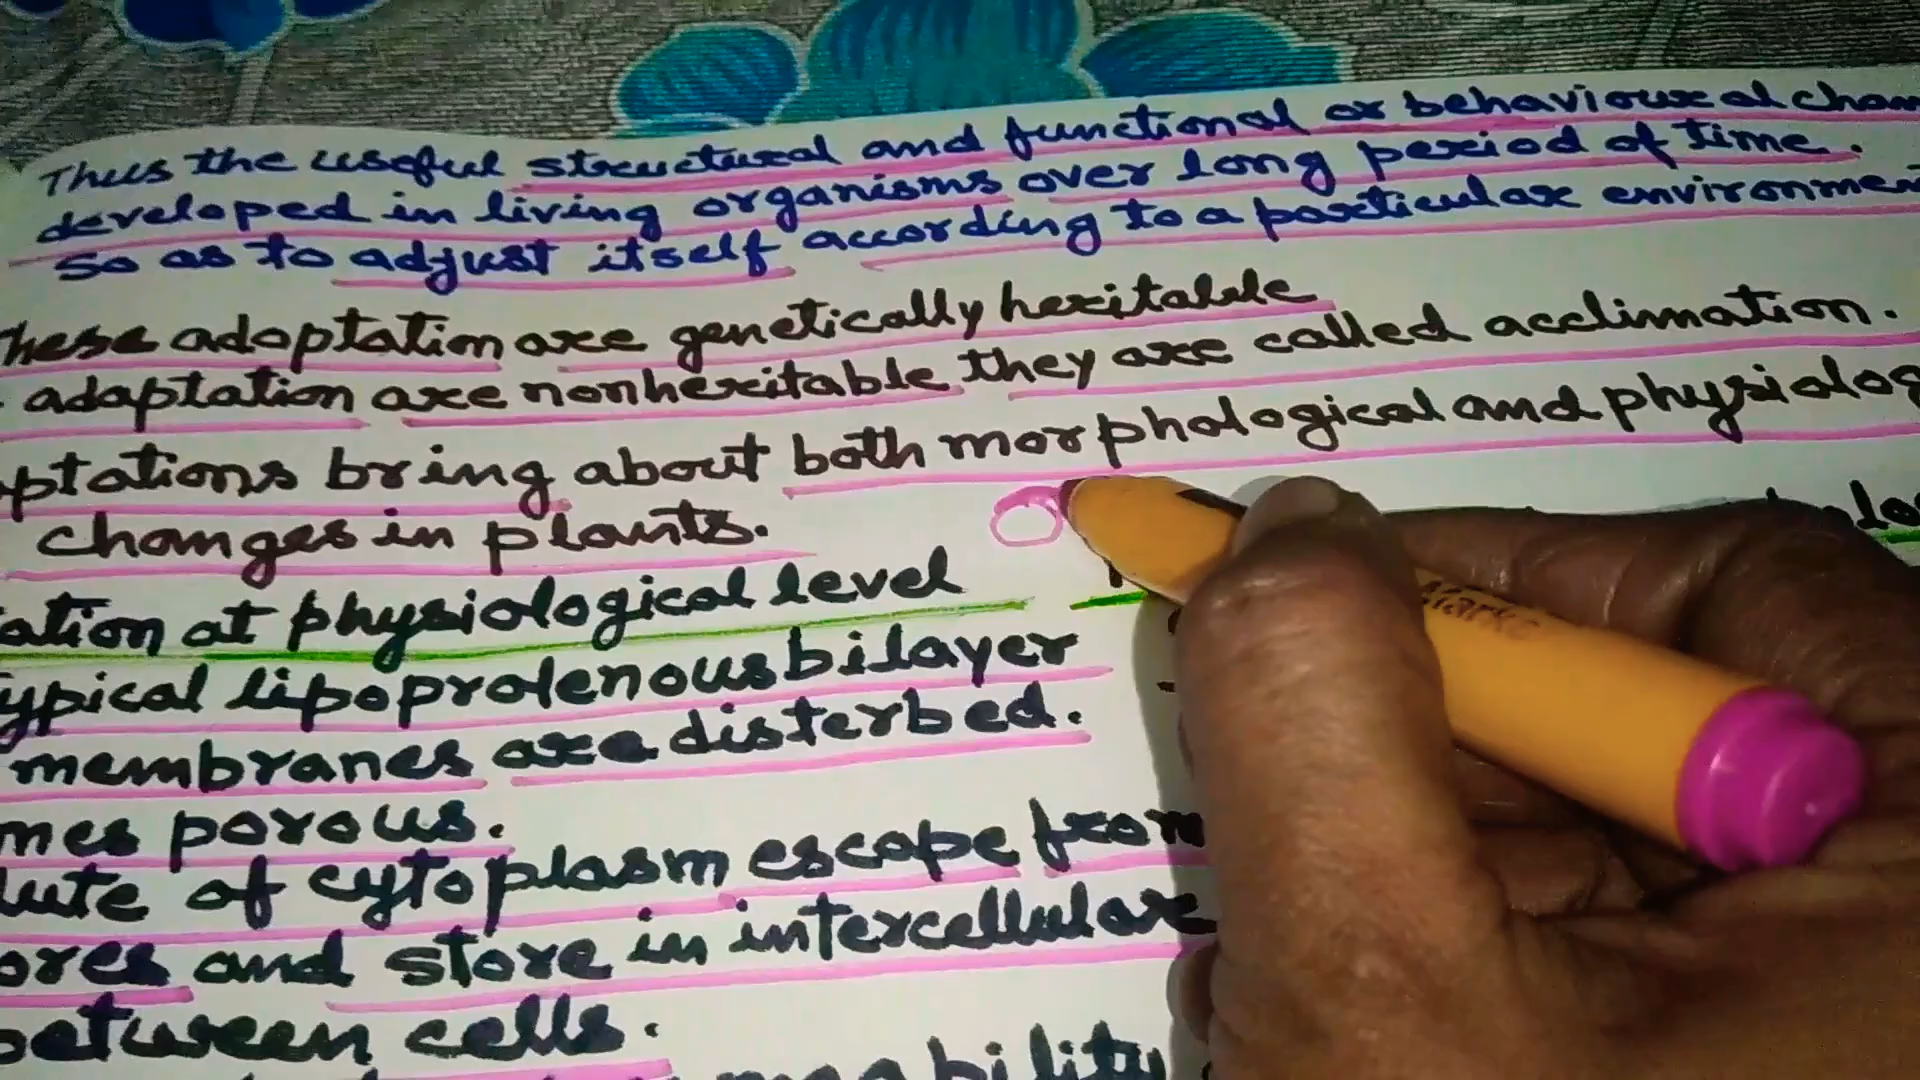 Thus the useful structural and functional or behavioural chan
developed in living organisms over long period of time.
so as to adjust itself according to a particular environmen
hese adaptation are genetically heritable
adaptation are nonheritable they are called acclimation.
ptations bring about both morphological and physiolog
changes in plants.
ation at physiological level
ypical lipoprotenous bilayer
membranes are disterbed.
mes porous.
lute of cytoplasm escape from
ores and store in intercellular
between cells.